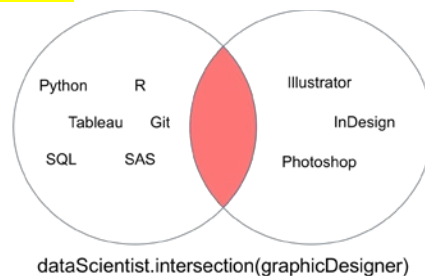 Python R Illustrator
Tableau Git InDesign
SQL SAS Photoshop
dataScientist.intersection(graphicDesigner)